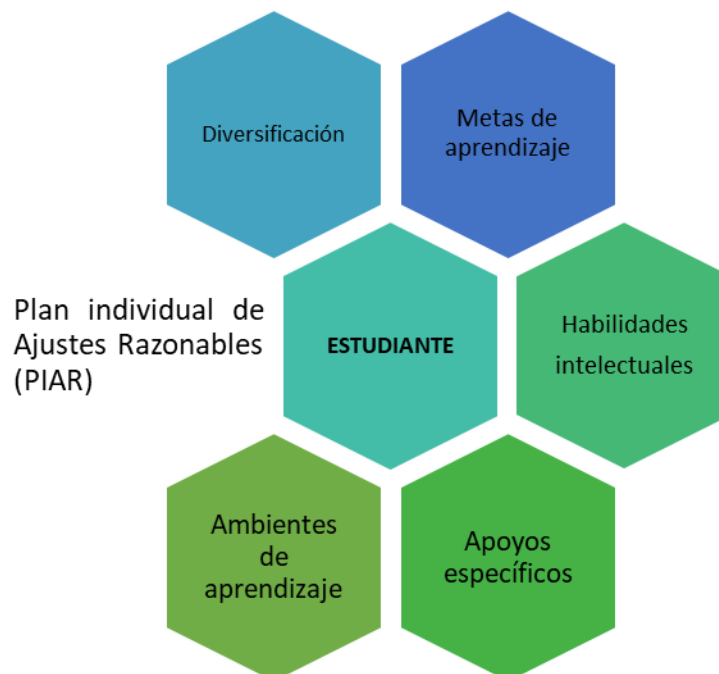 Diversificación
Metas de
aprendizaje
Plan individual de
Ajustes Razonables
(PIAR)
ESTUDIANTE
Habilidades
intelectuales
Ambientes
de
aprendizaje
Apoyos
específicos